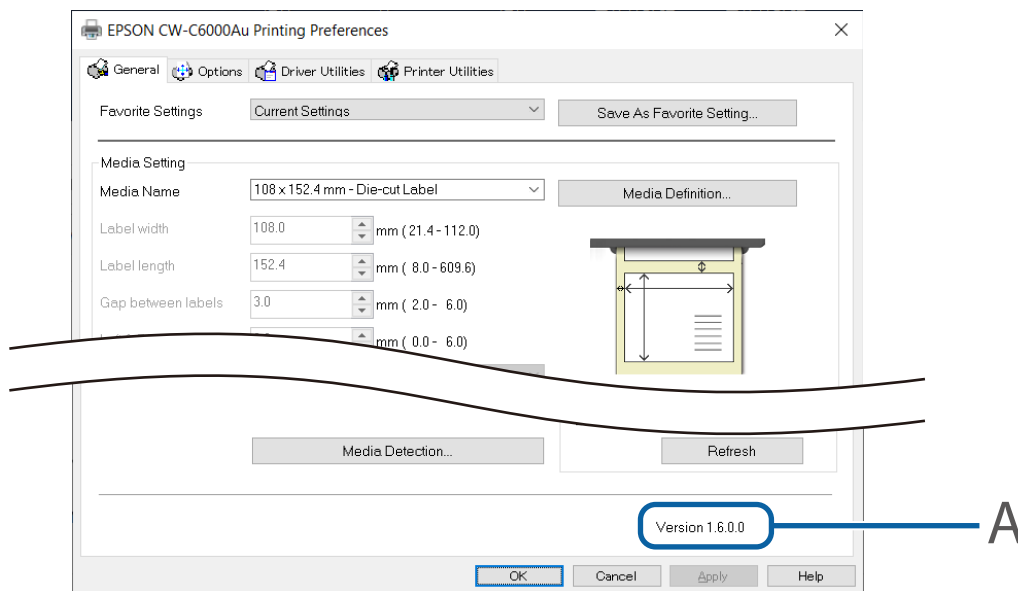 EPSON CW-C6000Au Printing Preferences
General Options Driver Utilities Printer Utilities
Favorite Settings Current Settings Save As Favorite Setting...
Media Setting
Media Name 108 x 152.4 mm - Die-cut Label Media Definition...
Label width 108.0 mm ( 21.4 - 112.0)
Label length 152.4 mm ( 8.0 - 609.6)
Gap between labels 3.0 mm ( 2.0 - 6.0)
mm ( 0.0 - 6.0)
Media Detection... Refresh
Version 1.6.0.0 A
OK Cancel Apply Help